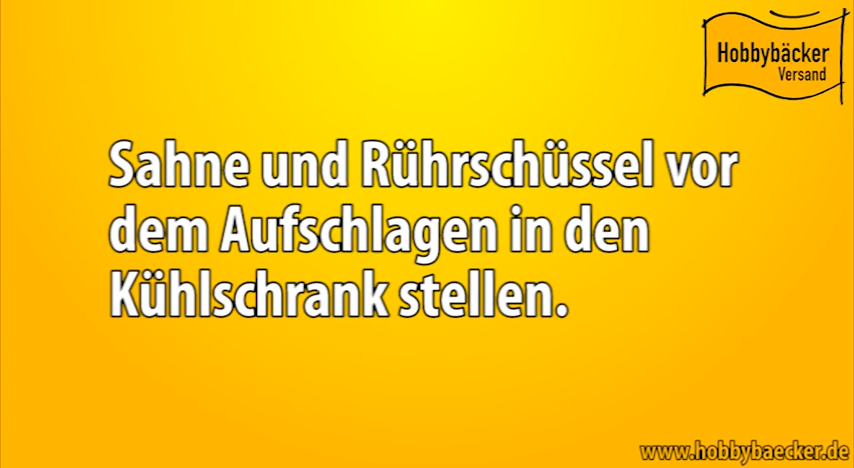 Hobbybäcker
Versand
Sahne und Rührschüssel vor
dem Aufschlagen in den
Kühlschrank stellen.
www.hobbybaecker.de